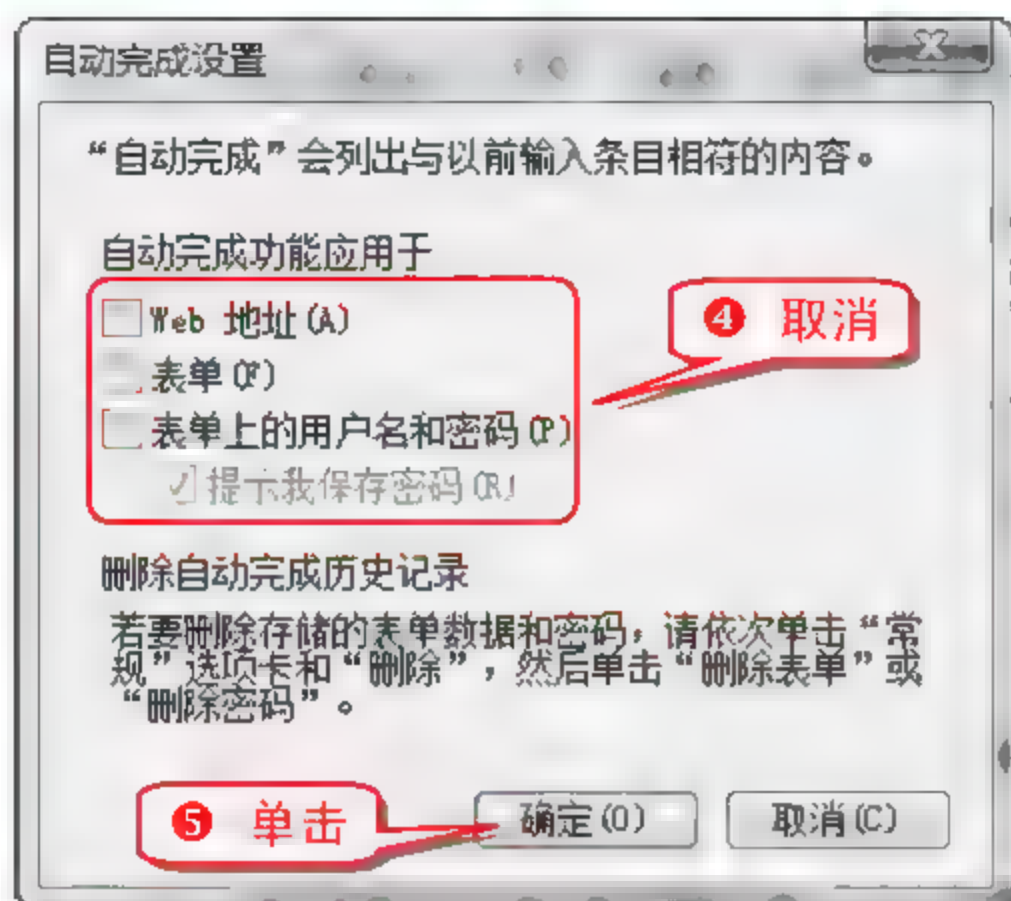 自动完成设置
“自动完成”会列出与以前输入条目相符的内容。
自动完成功能应用于
Web 地址(A)
❹ 取消
表单(F)
表单上的用户名和密码(P)
提示我保存密码(R)
删除自动完成历史记录
若要删除存储的表单数据和密码，请依次单击“常
规”选项卡和“删除”，然后单击“删除表单”或
“删除密码”。
❺ 单击
确定(O)
取消(C)